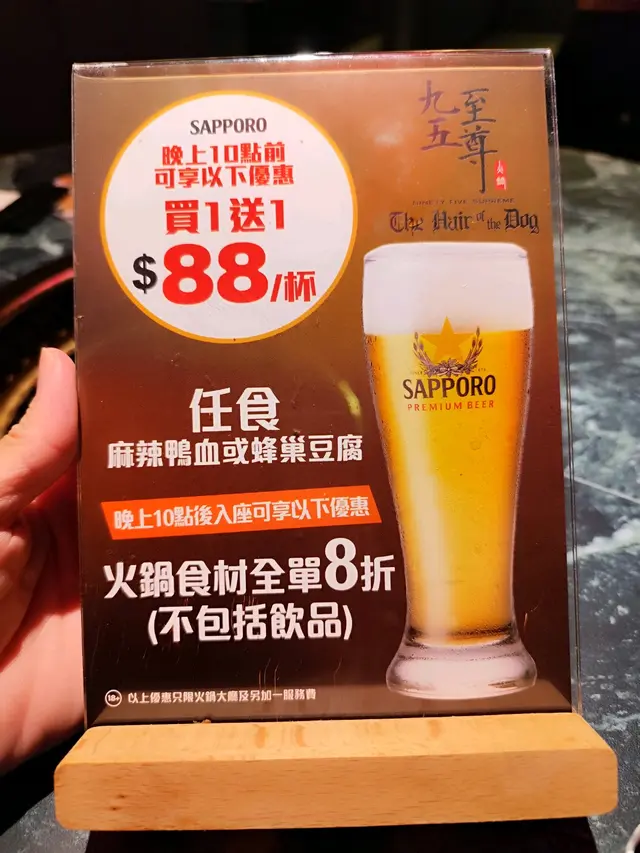 SAPPORO
晚上10點前
可享以下優惠
買1送1
$88/杯
九五至尊
火鍋
NINETY FIVE SUPREME
The Hair of the Dog
SAPPORO
PREMIUM BEER
任食
麻辣鴨血或蜂巢豆腐
晚上10點後入座可享以下優惠
火鍋食材全單8折
(不包括飲品)
18+ 以上優惠只限火鍋大廳及另加一服務費